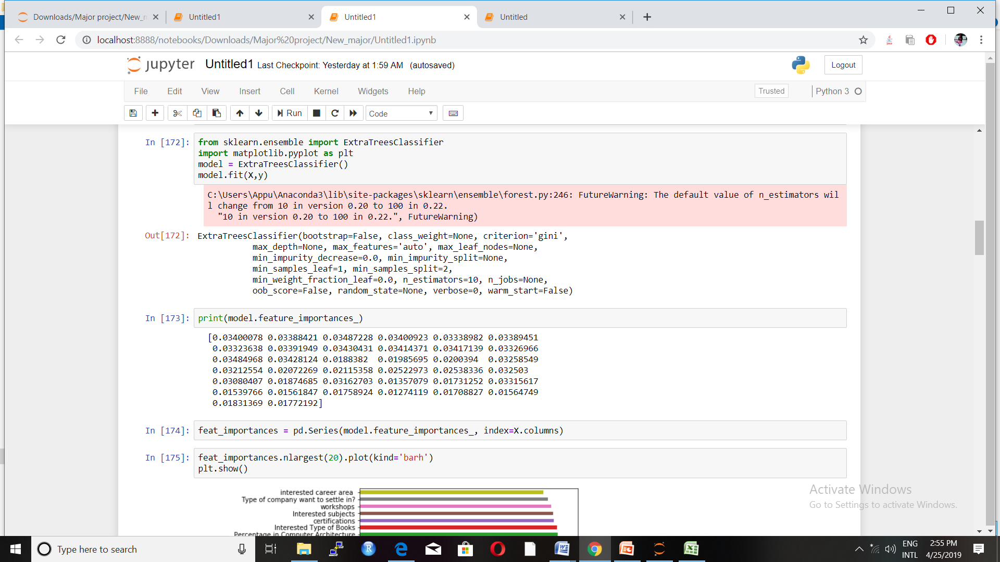 Downloads/Major project/New_m
Untitled1
Untitled1
Untitled
localhost:8888/notebooks/Downloads/Major%20project/New_major/Untitled1.ipynb
jupyter Untitled1 Last Checkpoint: Yesterday at 1:59 AM (autosaved)
Logout
File Edit View Insert Cell Kernel Widgets Help
Trusted
Python 3
Run
Code
In [172]:
from sklearn.ensemble import ExtraTreesClassifier
import matplotlib.pyplot as plt
model = ExtraTreesClassifier()
model.fit(X,y)
C:\Users\Appu\Anaconda3\lib\site-packages\sklearn\ensemble\forest.py:246: FutureWarning: The default value of n_estimators wil
l change from 10 in version 0.20 to 100 in 0.22.
"10 in version 0.20 to 100 in 0.22.", FutureWarning)
Out[172]:
ExtraTreesClassifier(bootstrap=False, class_weight=None, criterion='gini',
max_depth=None, max_features='auto', max_leaf_nodes=None,
min_impurity_decrease=0.0, min_impurity_split=None,
min_samples_leaf=1, min_samples_split=2,
min_weight_fraction_leaf=0.0, n_estimators=10, n_jobs=None,
oob_score=False, random_state=None, verbose=0, warm_start=False)
In [173]:
print(model.feature_importances_)
[0.03400078 0.03388421 0.03487228 0.03400923 0.03338982 0.03389451
0.03323638 0.03391949 0.03430431 0.03414371 0.03417139 0.03326966
0.03484968 0.03428124 0.0188382 0.01985695 0.0200394 0.03258549
0.03212554 0.02072269 0.02115358 0.02522973 0.02538336 0.032503
0.03080407 0.01874685 0.03162703 0.01357079 0.01731252 0.03315617
0.01539766 0.01561847 0.01758924 0.01274119 0.01708827 0.01564749
0.01831369 0.01772192]
In [174]:
feat_importances = pd.Series(model.feature_importances_, index=X.columns)
In [175]:
feat_importances.nlargest(20).plot(kind='barh')
plt.show()
interested career area
Type of company want to settle in?
workshops
Interested subjects
certifications
Interested Type of Books
Percentage in Computer Architecture
Activate Windows
Go to Settings to activate Windows.
Type here to search
ENG
INTL
2:55 PM
4/25/2019